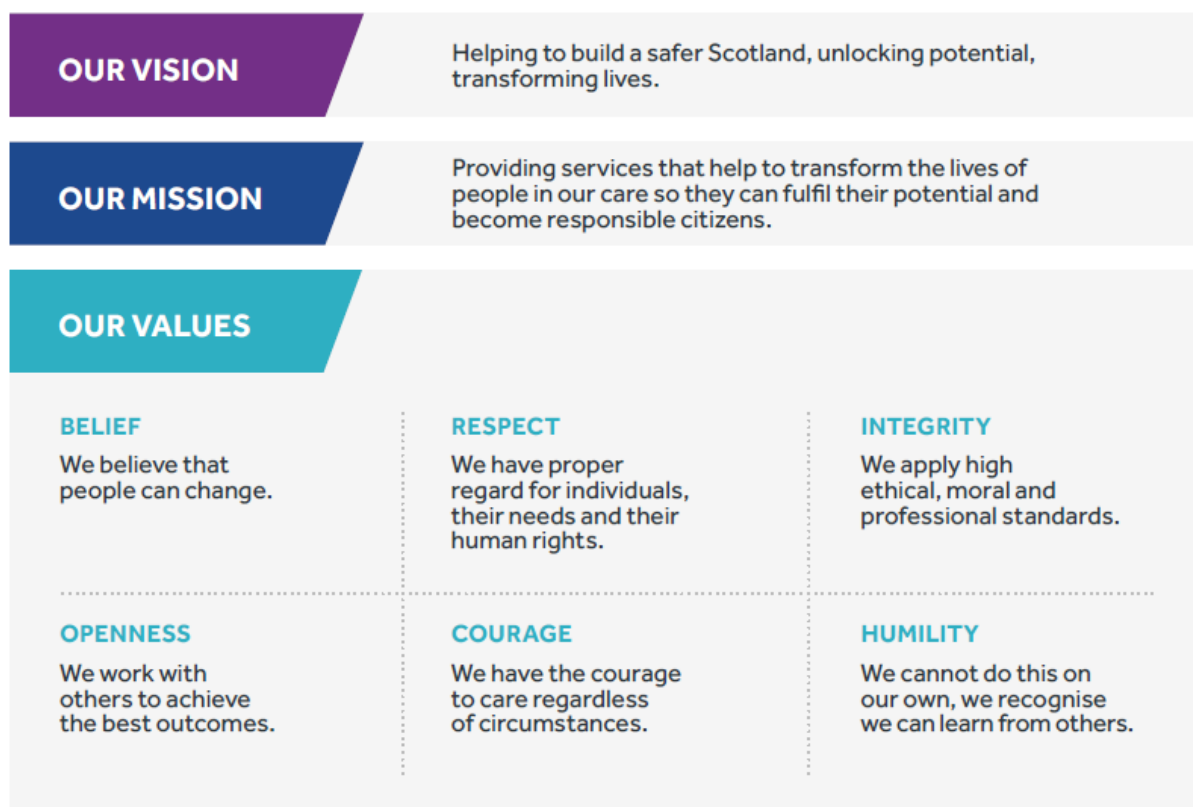 OUR VISION
Helping to build a safer Scotland, unlocking potential,
transforming lives.
OUR MISSION
Providing services that help to transform the lives of
people in our care so they can fulfil their potential and
become responsible citizens.
OUR VALUES
BELIEF
We believe that
people can change.
RESPECT
We have proper
regard for individuals,
their needs and their
human rights.
INTEGRITY
We apply high
ethical, moral and
professional standards.
OPENNESS
We work with
others to achieve
the best outcomes.
COURAGE
We have the courage
to care regardless
of circumstances.
HUMILITY
We cannot do this on
our own, we recognise
we can learn from others.